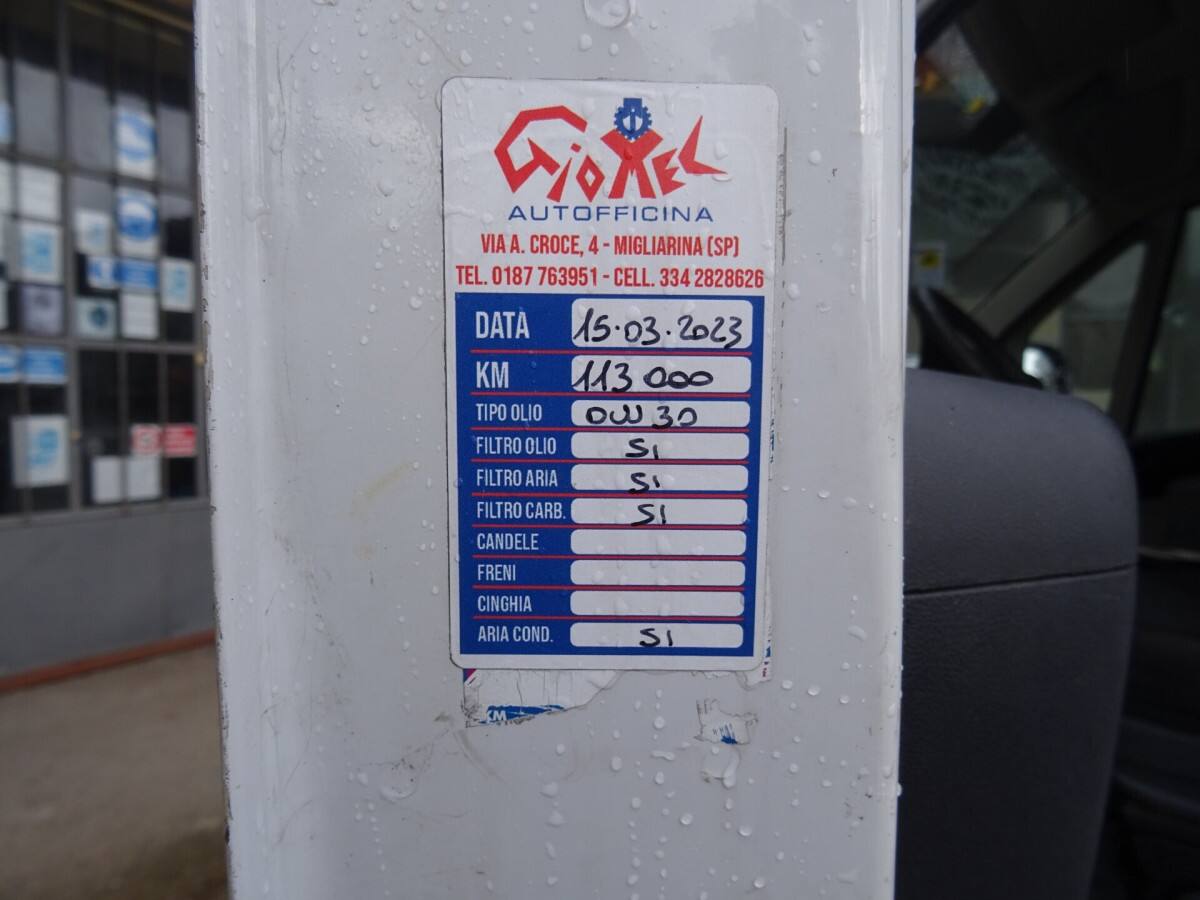 GioMec
AUTOFFICINA
VIA A. CROCE, 4 - MIGLIARINA (SP)
TEL. 0187 763951 - CELL. 334 2828626
DATA 15.03.2023
KM 113 000
TIPO OLIO 0W 30
FILTRO OLIO SI
FILTRO ARIA SI
FILTRO CARB. SI
CANDELE
FRENI
CINGHIA
ARIA COND. SI
KM